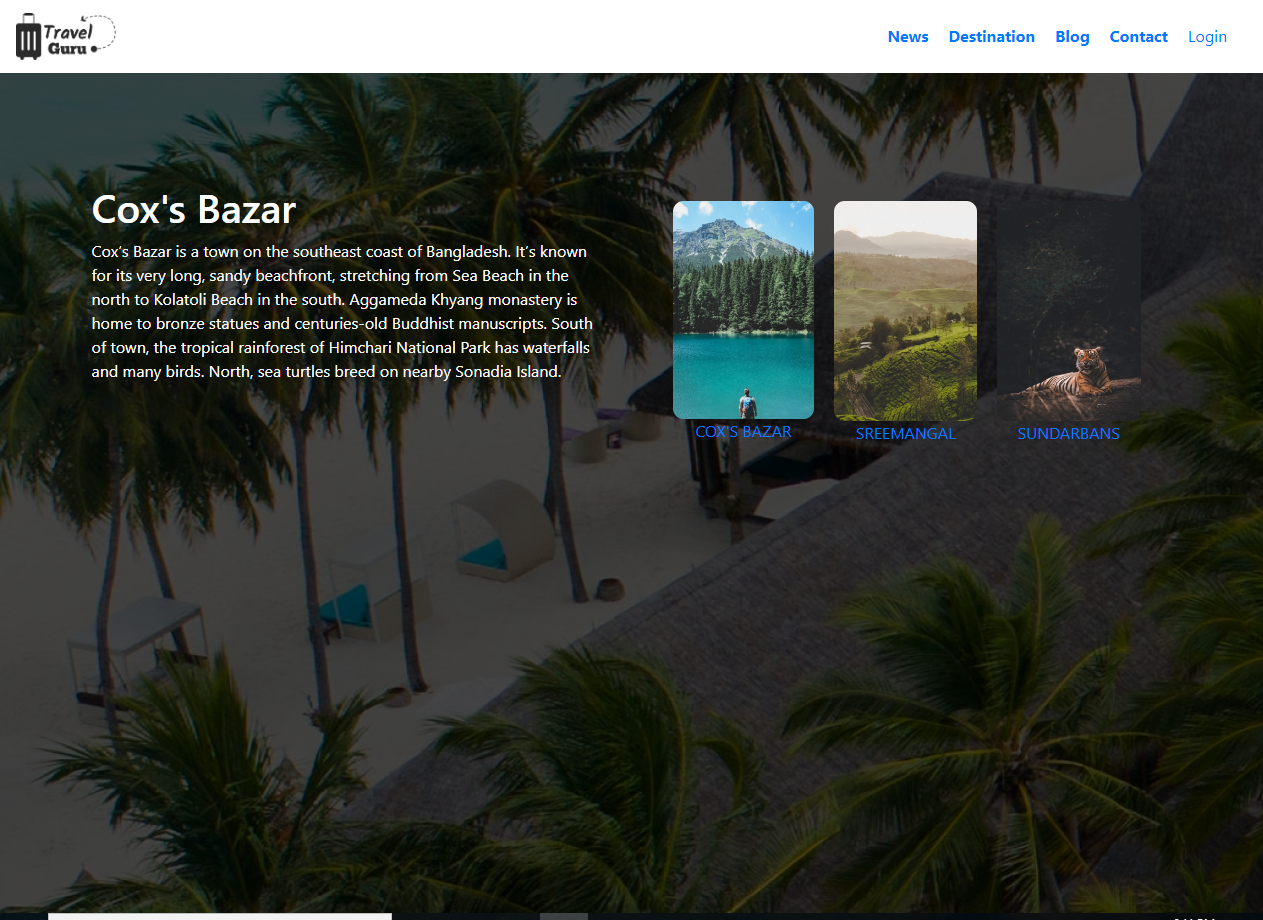 Travel
Guru
News Destination Blog Contact Login
Cox's Bazar
Cox’s Bazar is a town on the southeast coast of Bangladesh. It’s known
for its very long, sandy beachfront, stretching from Sea Beach in the
north to Kolatoli Beach in the south. Aggameda Khyang monastery is
home to bronze statues and centuries-old Buddhist manuscripts. South
of town, the tropical rainforest of Himchari National Park has waterfalls
and many birds. North, sea turtles breed on nearby Sonadia Island.
COX'S BAZAR
SREEMANGAL
SUNDARBANS